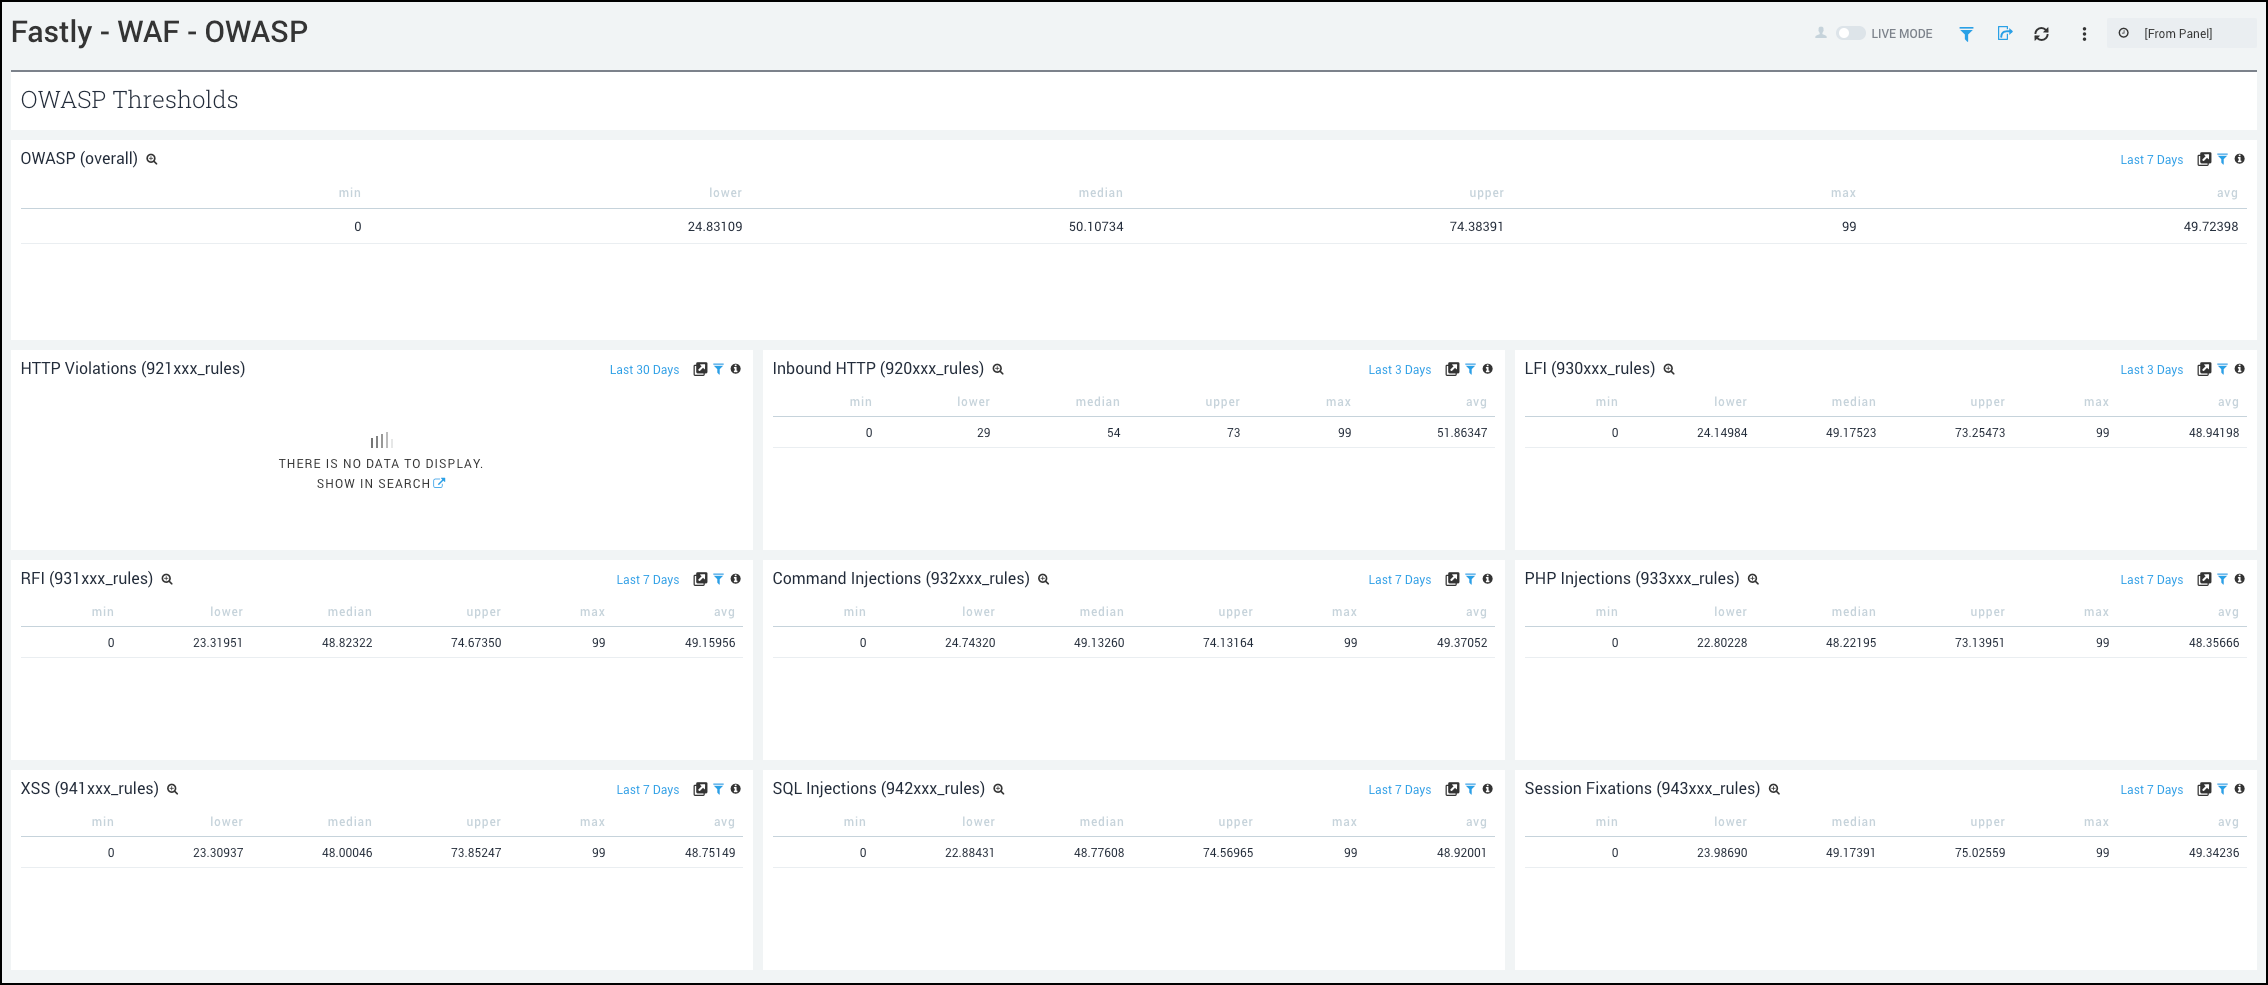 Fastly - WAF - OWASP
LIVE MODE
[From Panel]
OWASP Thresholds
OWASP (overall)
Last 7 Days
min lower median upper max avg
0 24.83109 50.10734 74.38391 99 49.72398
HTTP Violations (921xxx_rules)
Last 30 Days
THERE IS NO DATA TO DISPLAY.
SHOW IN SEARCH
Inbound HTTP (920xxx_rules)
Last 3 Days
min lower median upper max avg
0 29 54 73 99 51.86347
LFI (930xxx_rules)
Last 3 Days
min lower median upper max avg
0 24.14984 49.17523 73.25473 99 48.94198
RFI (931xxx_rules)
Last 7 Days
min lower median upper max avg
0 23.31951 48.82322 74.67350 99 49.15956
Command Injections (932xxx_rules)
Last 7 Days
min lower median upper max avg
0 24.74320 49.13260 74.13164 99 49.37052
PHP Injections (933xxx_rules)
Last 7 Days
min lower median upper max avg
0 22.80228 48.22195 73.13951 99 48.35666
XSS (941xxx_rules)
Last 7 Days
min lower median upper max avg
0 23.30937 48.00046 73.85247 99 48.75149
SQL Injections (942xxx_rules)
Last 7 Days
min lower median upper max avg
0 22.88431 48.77608 74.56965 99 48.92001
Session Fixations (943xxx_rules)
Last 7 Days
min lower median upper max avg
0 23.98690 49.17391 75.02559 99 49.34236